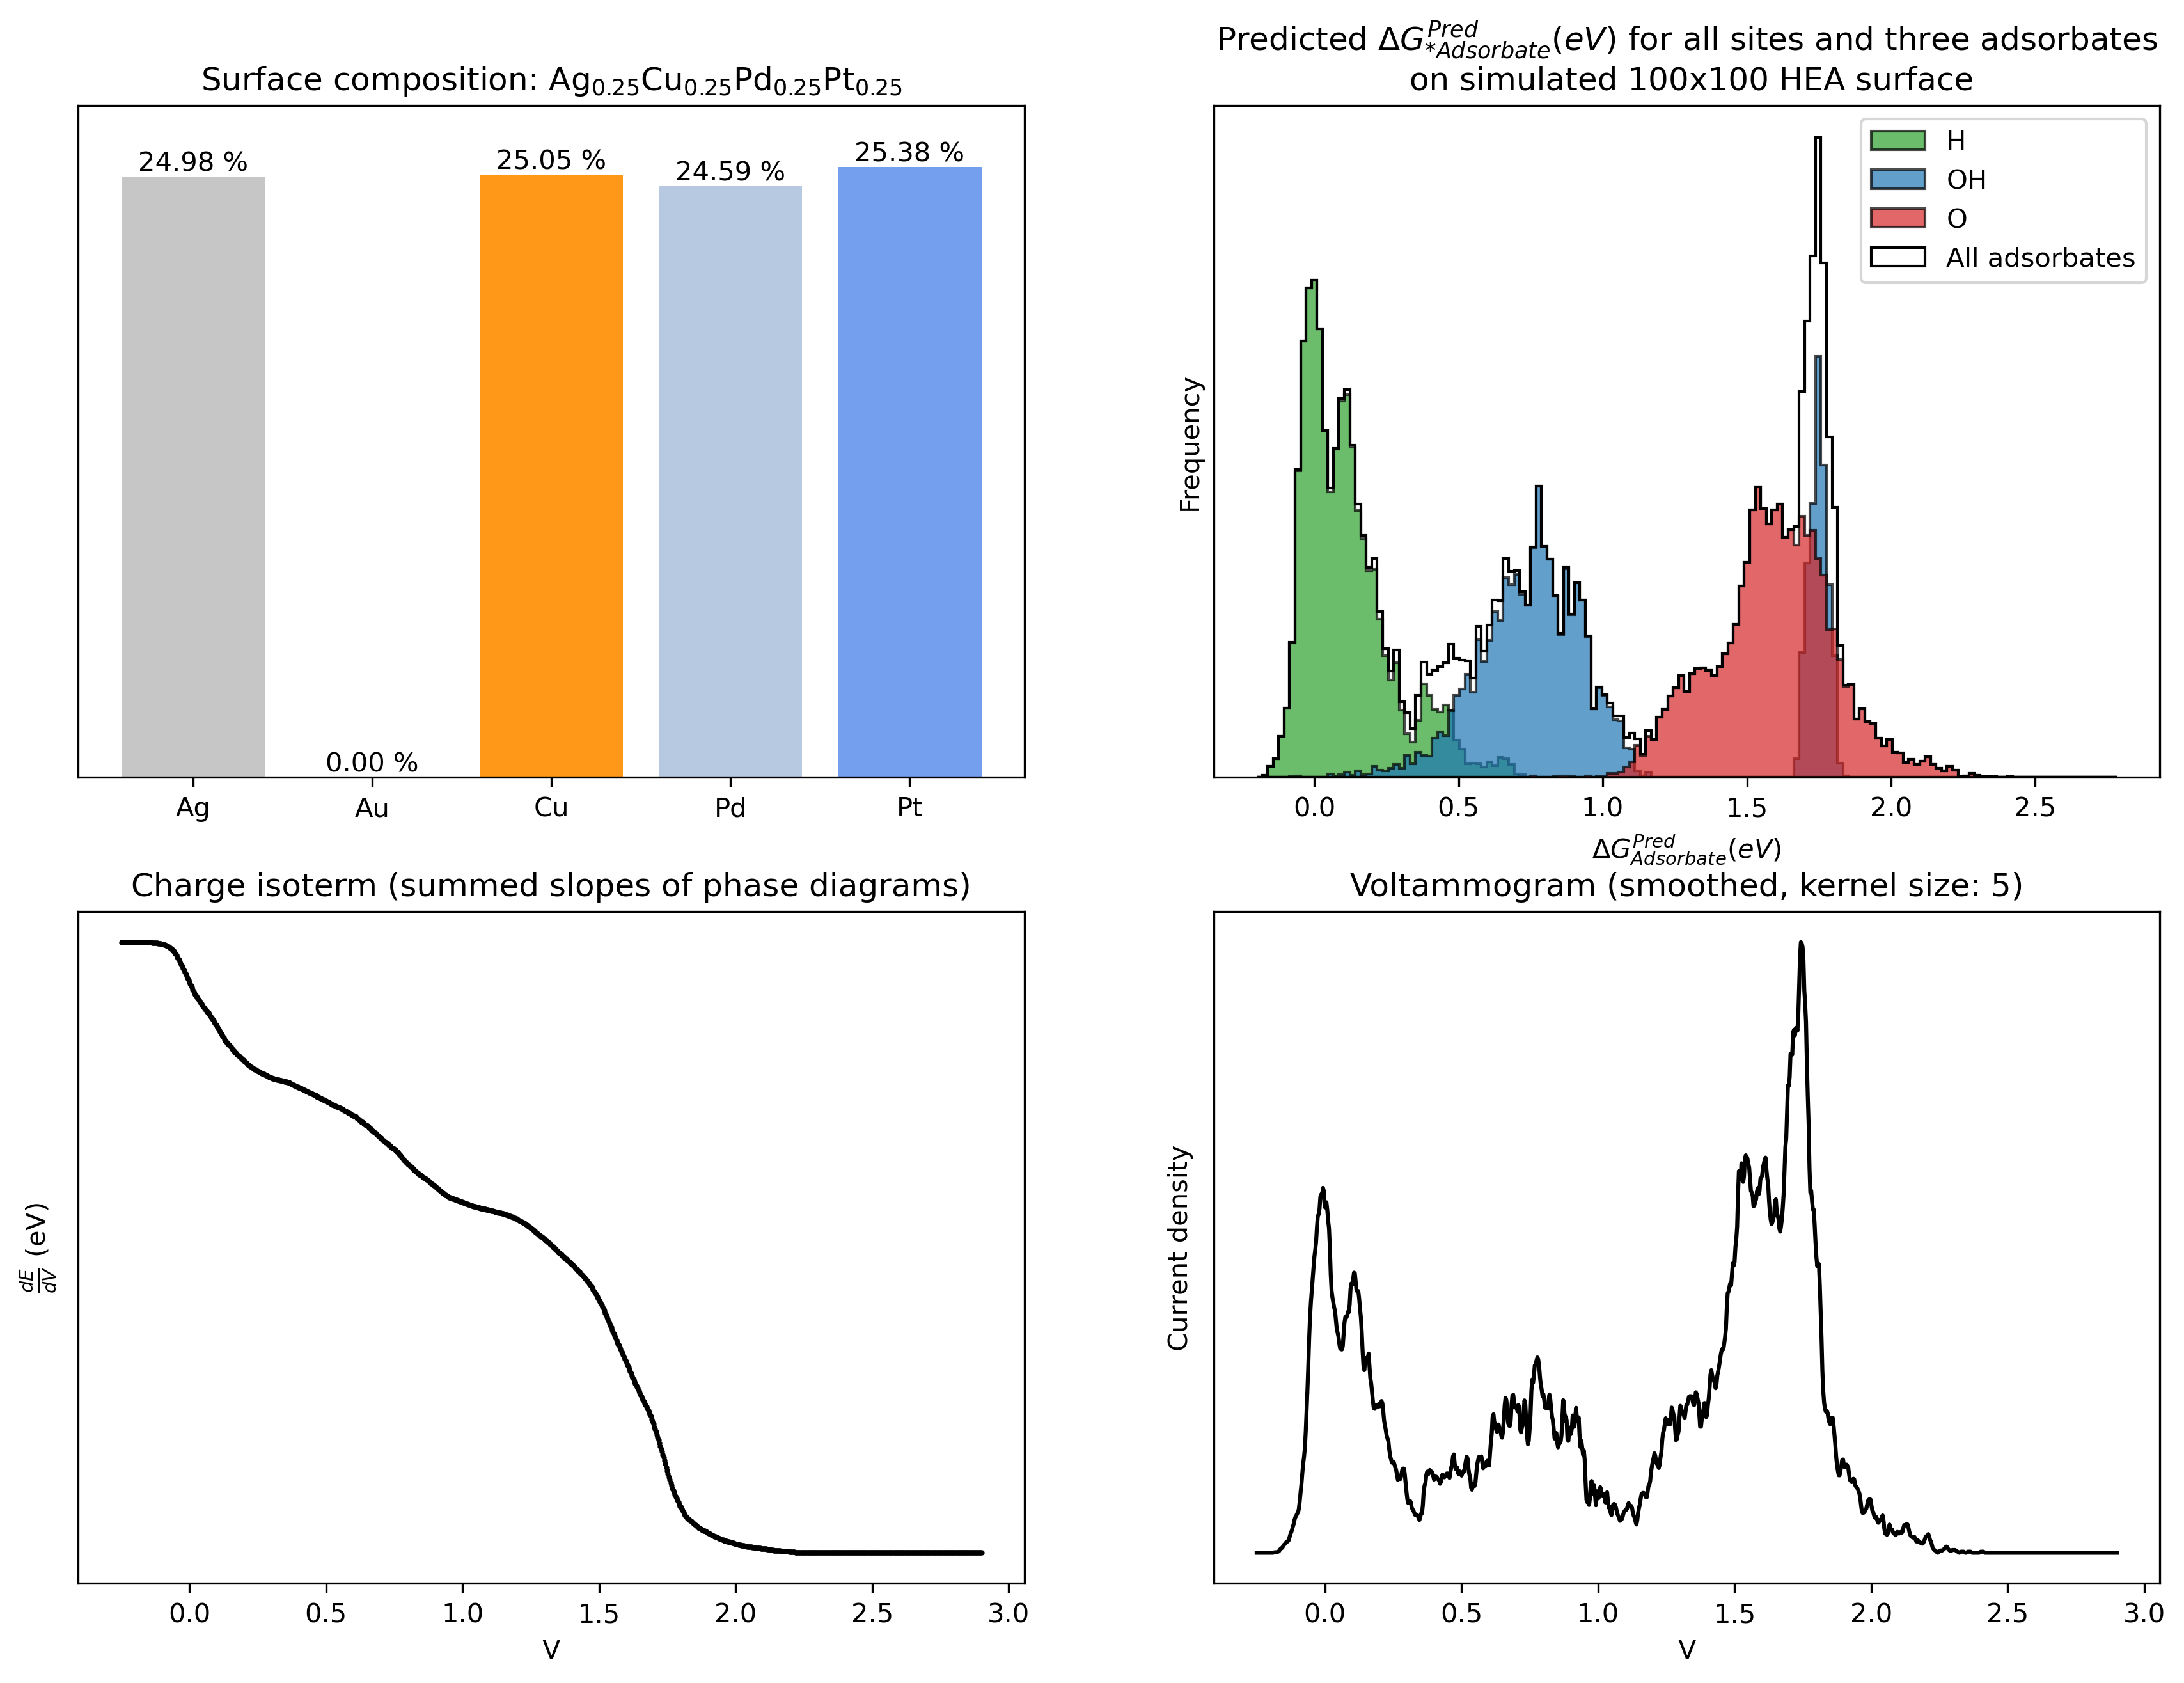 Surface composition: Ag0.25Cu0.25Pd0.25Pt0.25
24.98 %
0.00 %
25.05 %
24.59 %
25.38 %
Ag Au Cu Pd Pt
Predicted ΔG^Pred_*Adsorbate(eV) for all sites and three adsorbates
on simulated 100x100 HEA surface
H
OH
O
All adsorbates
Frequency
0.0 0.5 1.0 1.5 2.0 2.5
ΔG^Pred_Adsorbate(eV)
Charge isoterm (summed slopes of phase diagrams)
dE/dV (eV)
0.0 0.5 1.0 1.5 2.0 2.5 3.0
V
Voltammogram (smoothed, kernel size: 5)
Current density
0.0 0.5 1.0 1.5 2.0 2.5 3.0
V